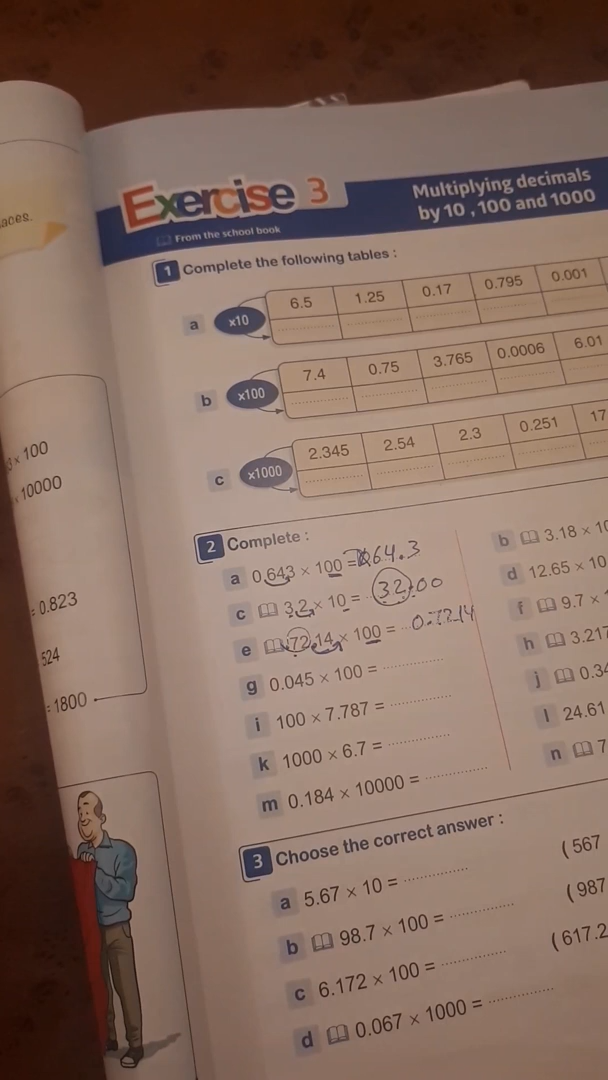 aces.
Exercise 3
Multiplying decimals
by 10 , 100 and 1000
From the school book
1 Complete the following tables :
a x10 6.5 1.25 0.17 0.795 0.001
b x100 7.4 0.75 3.765 0.0006 6.01
c x1000 2.345 2.54 2.3 0.251 17
3 × 100
× 10000
= 0.823
524
= 1800
2 Complete :
a 0.643 × 100 = 64.3
c 3.2 × 10 = 32.00
e 72.14 × 100 = 0.7214
g 0.045 × 100 =
i 100 × 7.787 =
k 1000 × 6.7 =
m 0.184 × 10000 =
b 3.18 × 10
d 12.65 × 10
f 9.7 ×
h 3.217
j 0.34
l 24.61
n 7
3 Choose the correct answer :
a 5.67 × 10 = (567
b 98.7 × 100 = (987
c 6.172 × 100 = (617.2
d 0.067 × 1000 =